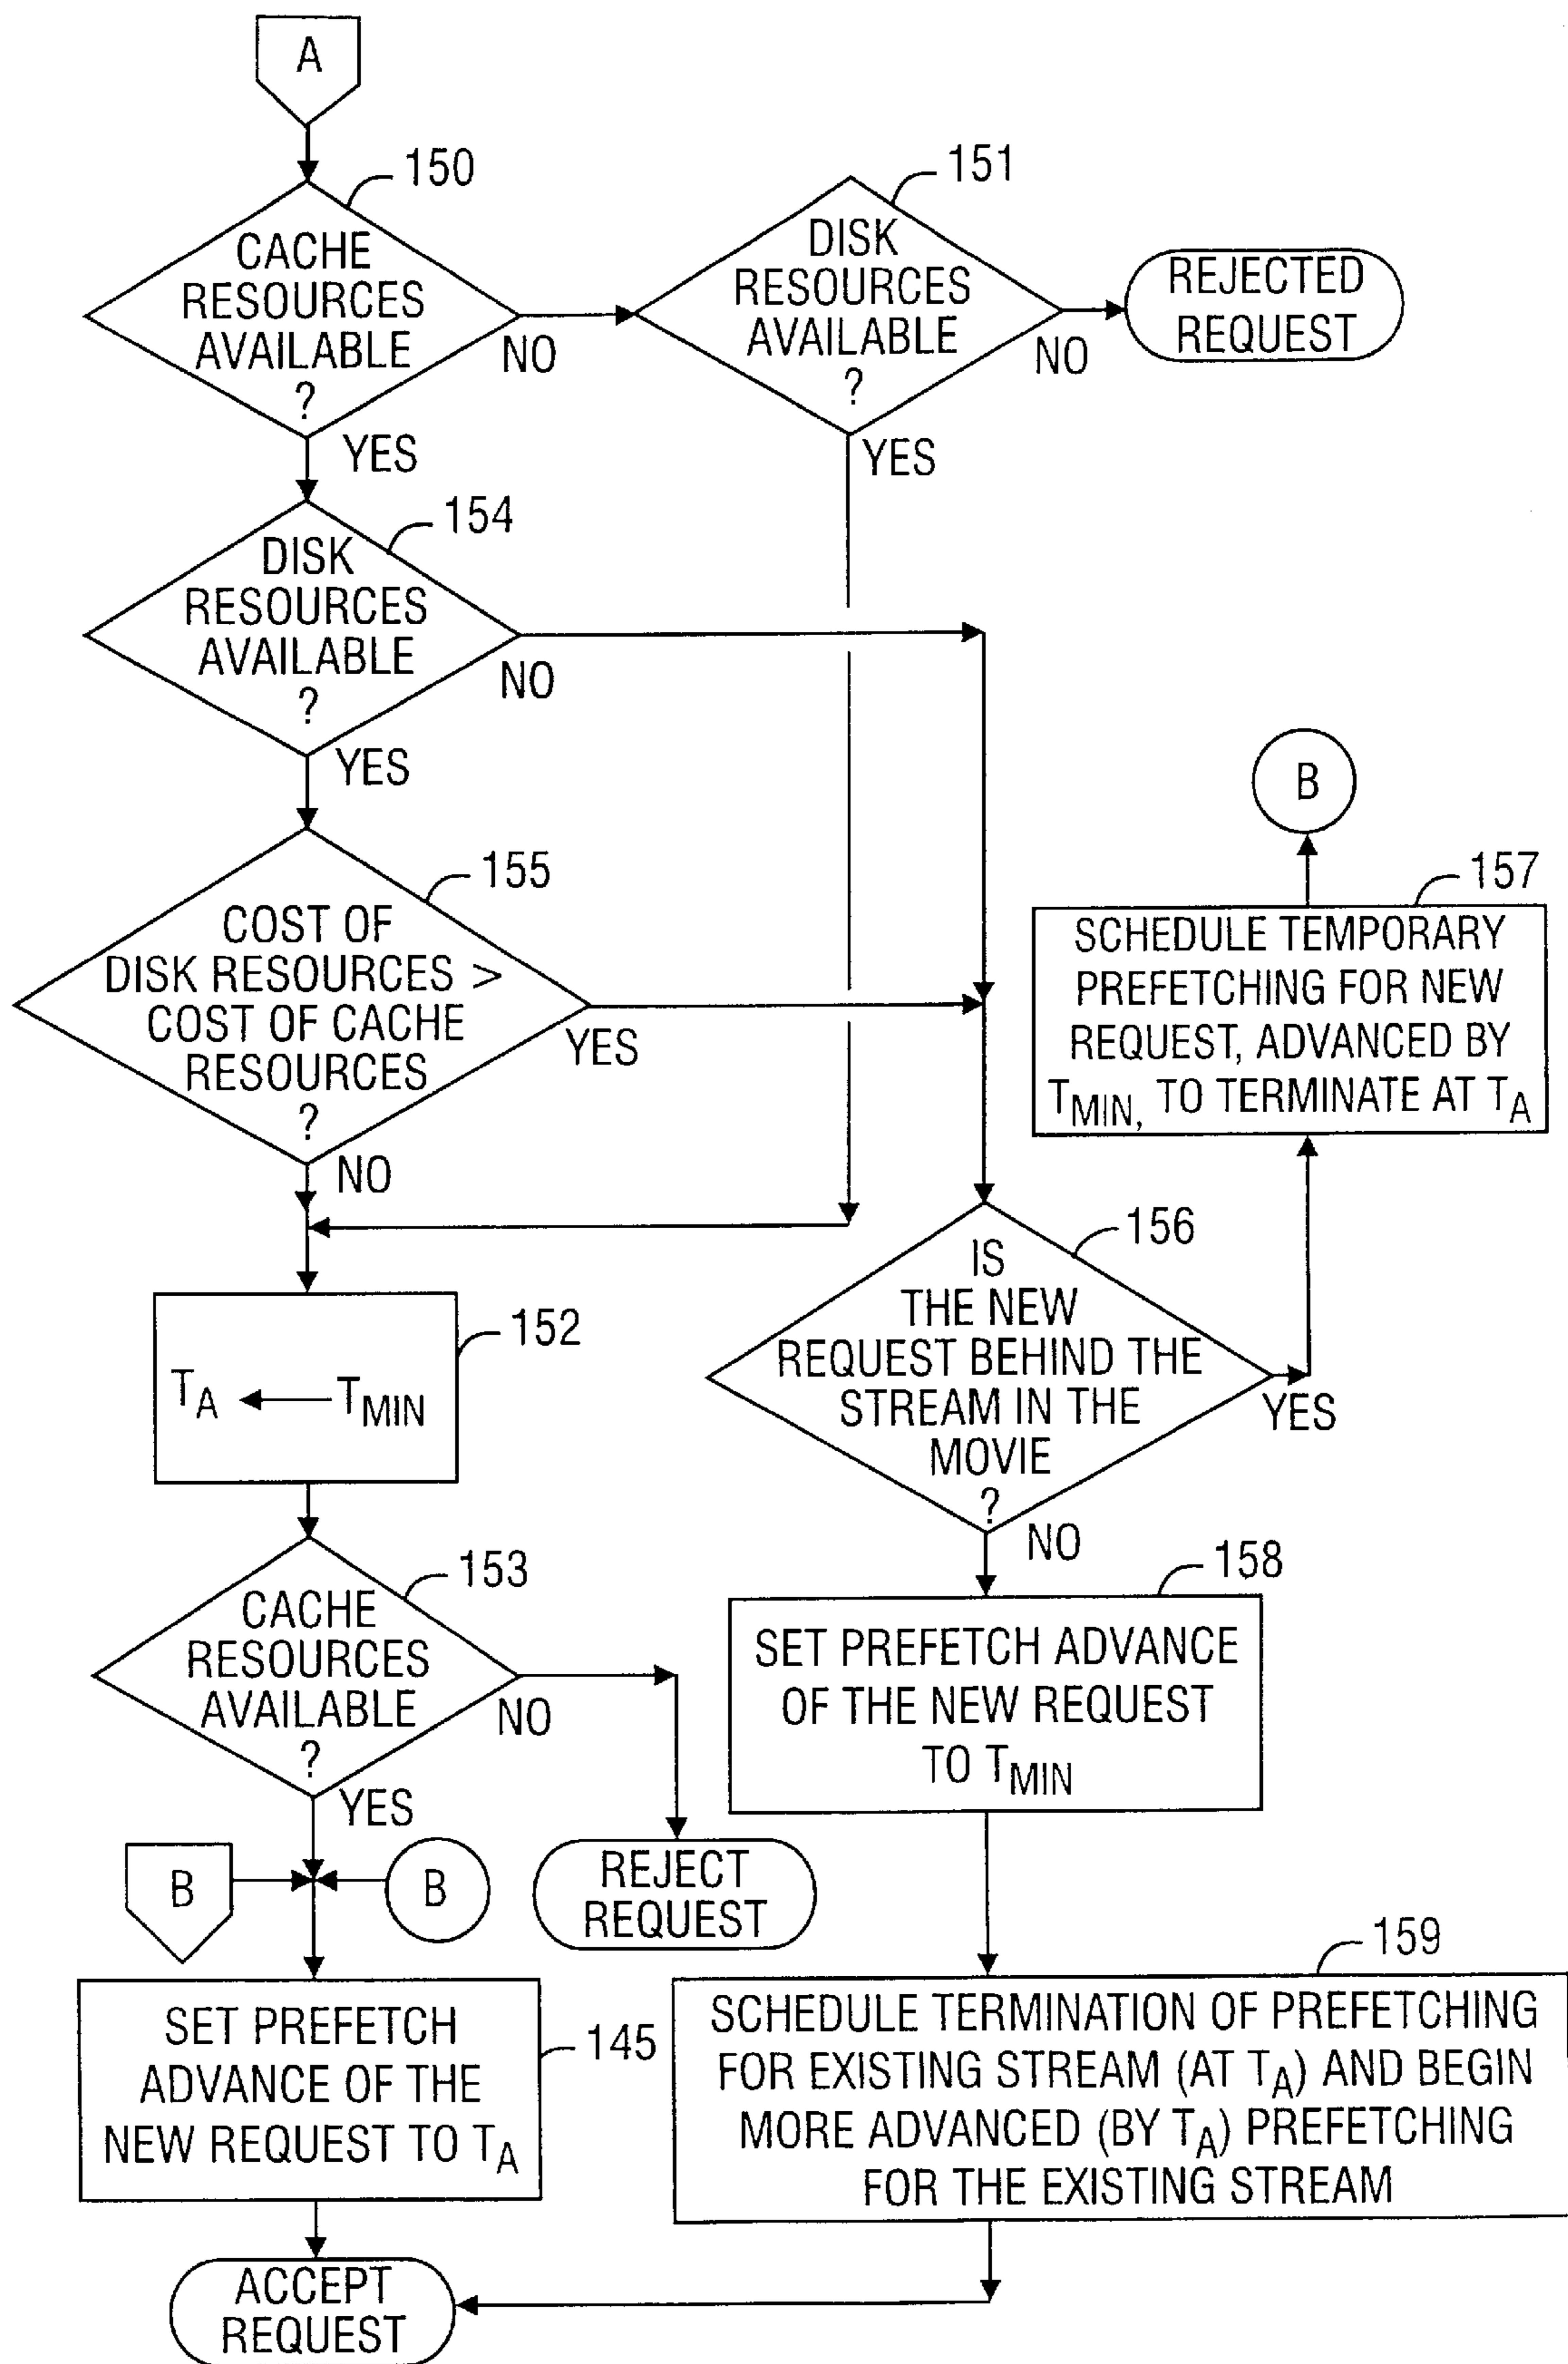 A
150
CACHE
RESOURCES
AVAILABLE
?
NO
YES
151
DISK
RESOURCES
AVAILABLE
?
NO
YES
REJECTED
REQUEST
154
DISK
RESOURCES
AVAILABLE
?
NO
YES
155
COST OF
DISK RESOURCES >
COST OF CACHE
RESOURCES
?
YES
NO
B
157
SCHEDULE TEMPORARY
PREFETCHING FOR NEW
REQUEST, ADVANCED BY
TMIN, TO TERMINATE AT TA
156
IS
THE NEW
REQUEST BEHIND THE
STREAM IN THE
MOVIE
?
YES
NO
152
TA ← TMIN
153
CACHE
RESOURCES
AVAILABLE
?
NO
YES
158
SET PREFETCH ADVANCE
OF THE NEW REQUEST
TO TMIN
B
B
REJECT
REQUEST
145
SET PREFETCH
ADVANCE OF THE
NEW REQUEST TO TA
159
SCHEDULE TERMINATION OF PREFETCHING
FOR EXISTING STREAM (AT TA) AND BEGIN
MORE ADVANCED (BY TA) PREFETCHING
FOR THE EXISTING STREAM
ACCEPT
REQUEST